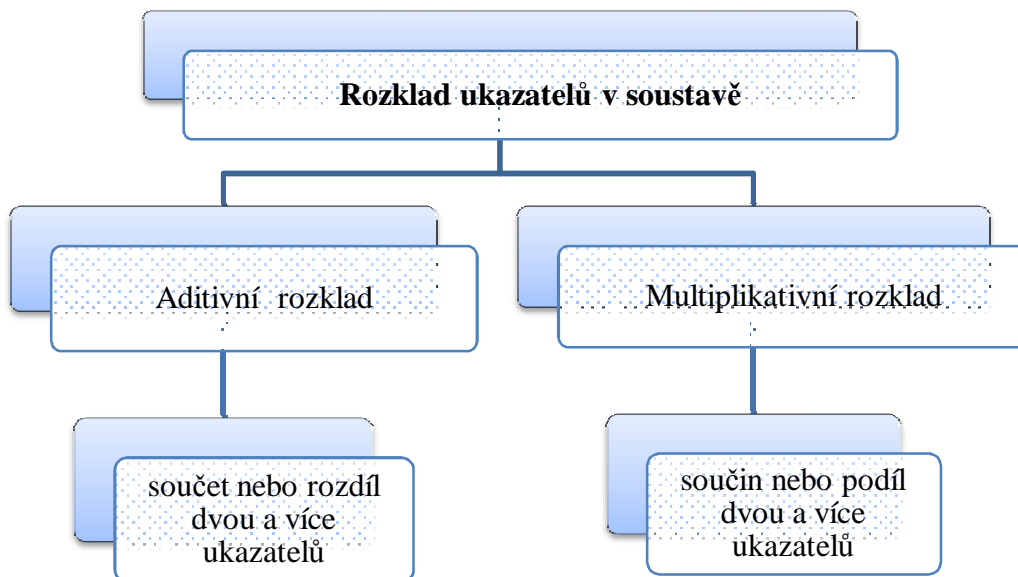 Rozklad ukazatelů v soustavě
Aditivní rozklad
Multiplikativní rozklad
součet nebo rozdíl
dvou a více
ukazatelů
součin nebo podíl
dvou a více
ukazatelů